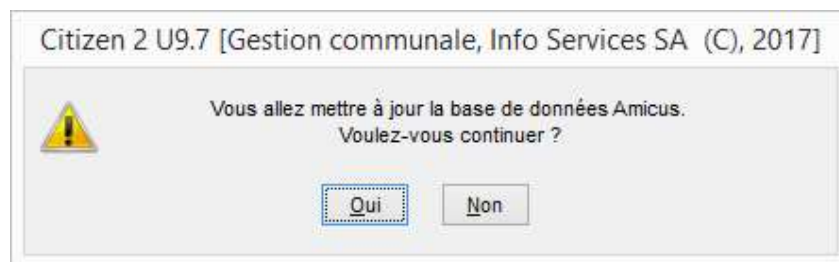 Citizen 2 U9.7 [Gestion communale, Info Services SA (C), 2017]
Vous allez mettre à jour la base de données Amicus.
Voulez-vous continuer ?
Oui Non